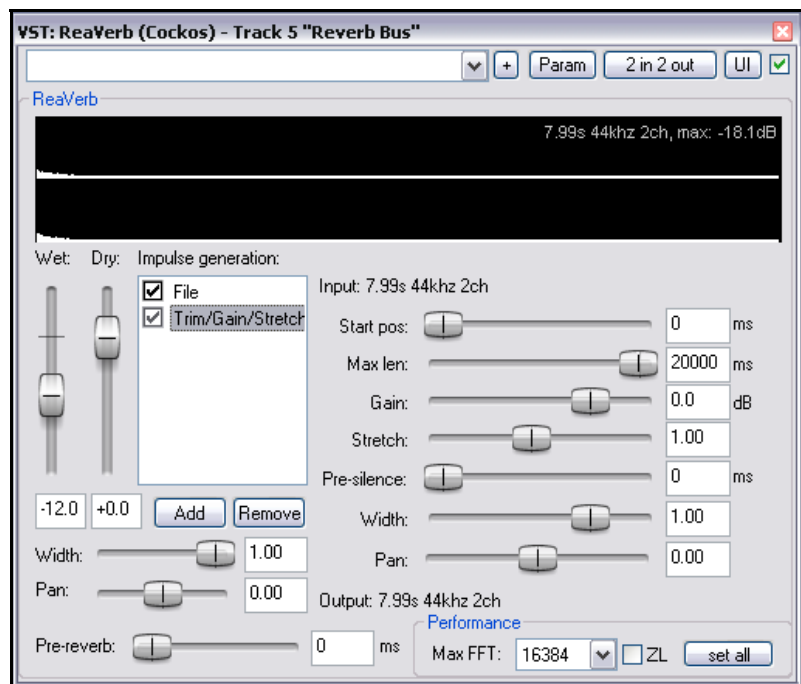 VST: ReaVerb (Cockos) - Track 5 "Reverb Bus"
+ Param 2 in 2 out UI
ReaVerb
7.99s 44khz 2ch, max: -18.1dB
Wet: Dry: Impulse generation:
File
Trim/Gain/Stretch
Input: 7.99s 44khz 2ch
Start pos: 0 ms
Max len: 20000 ms
Gain: 0.0 dB
Stretch: 1.00
Pre-silence: 0 ms
Width: 1.00
Pan: 0.00
Output: 7.99s 44khz 2ch
-12.0 +0.0 Add Remove
Width: 1.00
Pan: 0.00
Pre-reverb: 0 ms
Performance
Max FFT: 16384 ZL set all